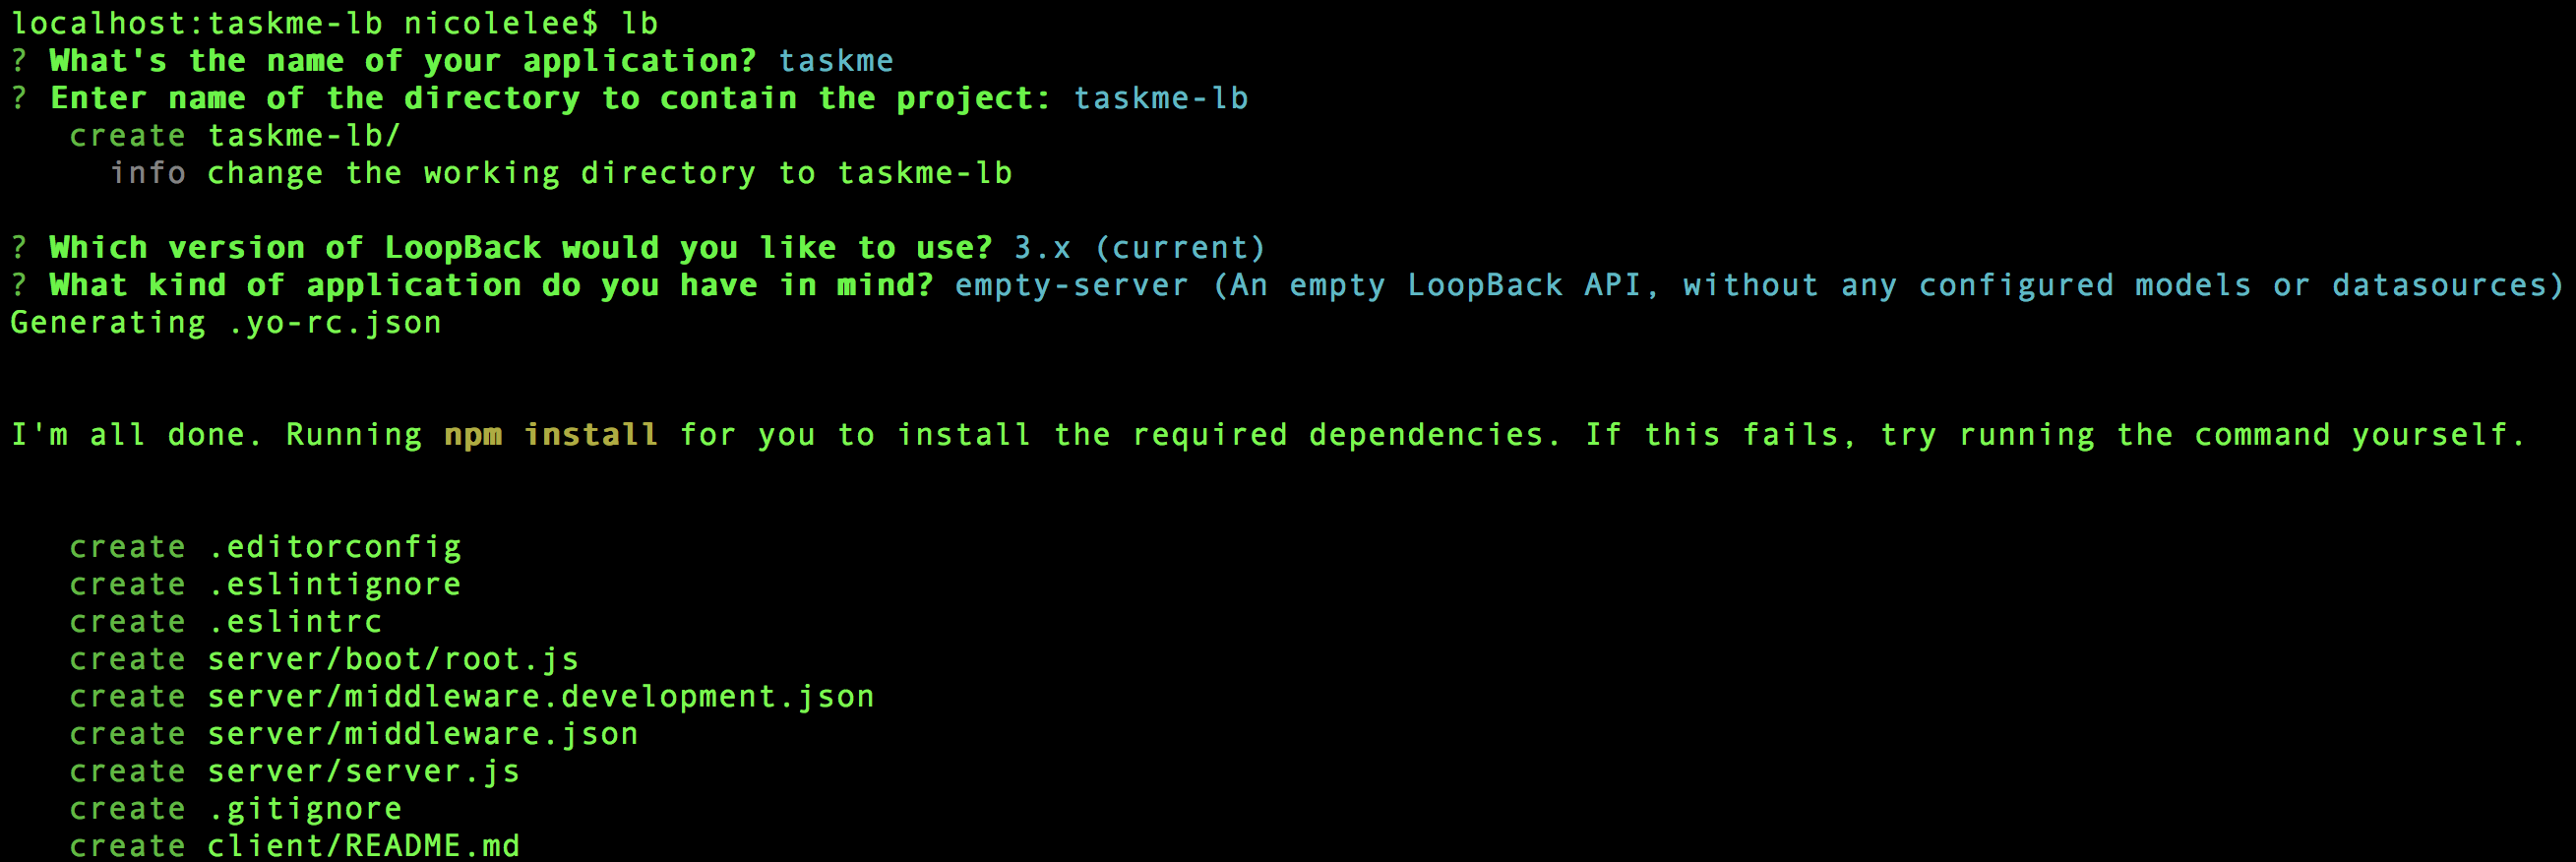 localhost:taskme-lb nicolelee$ lb
? What's the name of your application? taskme
? Enter name of the directory to contain the project: taskme-lb
create taskme-lb/
info change the working directory to taskme-lb
? Which version of LoopBack would you like to use? 3.x (current)
? What kind of application do you have in mind? empty-server (An empty LoopBack API, without any configured models or datasources)
Generating .yo-rc.json
I'm all done. Running npm install for you to install the required dependencies. If this fails, try running the command yourself.
create .editorconfig
create .eslintignore
create .eslintrc
create server/boot/root.js
create server/middleware.development.json
create server/middleware.json
create server/server.js
create .gitignore
create client/README.md